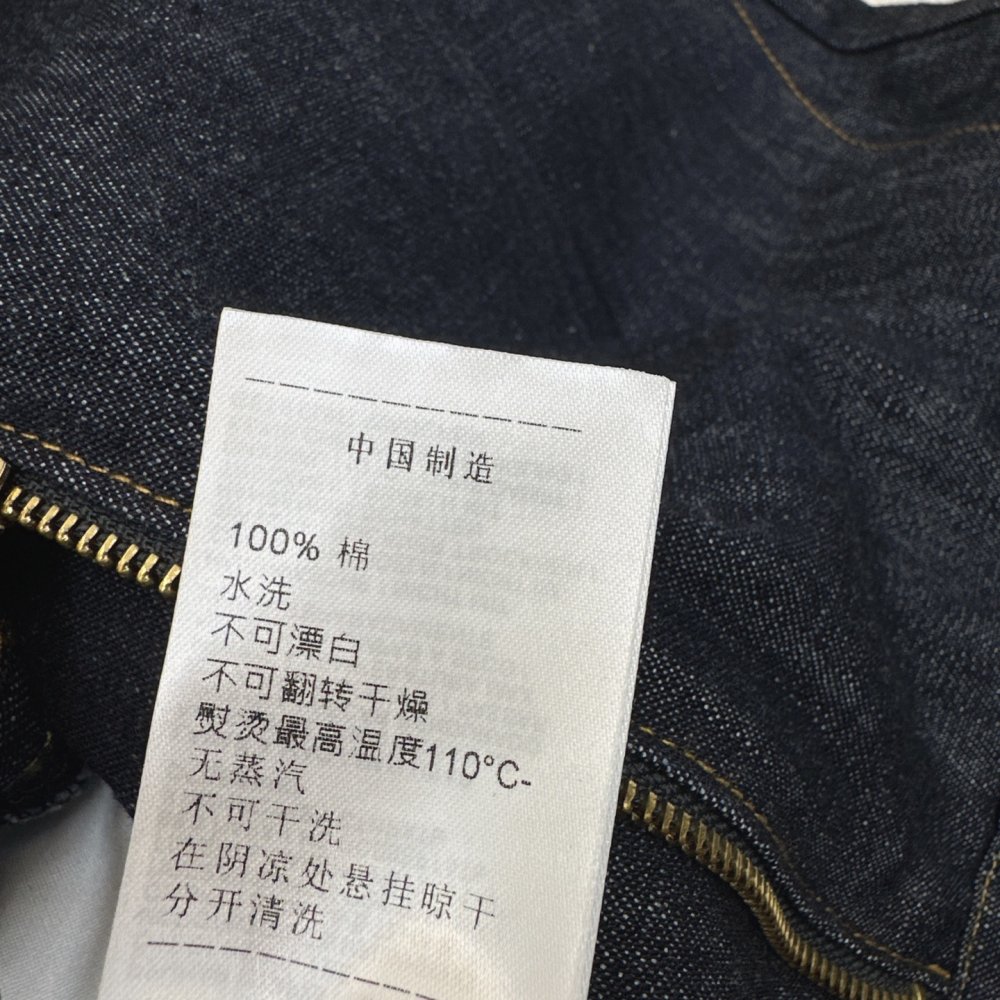 中国制造
100% 棉
水洗
不可漂白
不可翻转干燥
熨烫最高温度110°C-
无蒸汽
不可干洗
在阴凉处悬挂晾干
分开清洗